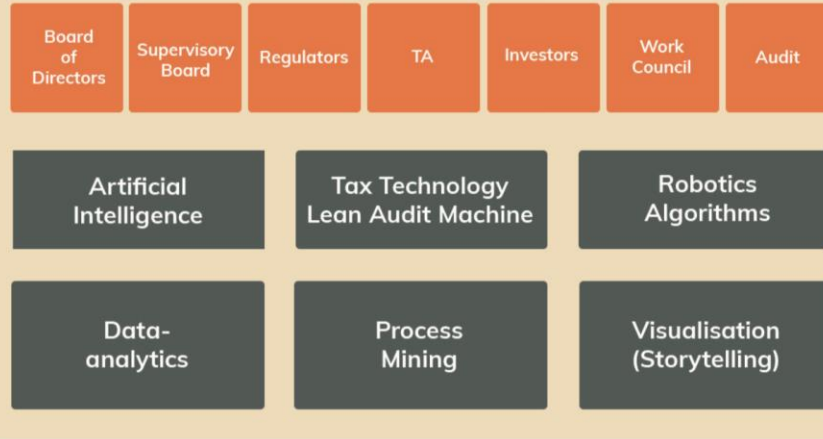 Board
of
Directors
Supervisory
Board
Regulators
TA
Investors
Work
Council
Audit
Artificial
Intelligence
Tax Technology
Lean Audit Machine
Robotics
Algorithms
Data-
analytics
Process
Mining
Visualisation
(Storytelling)